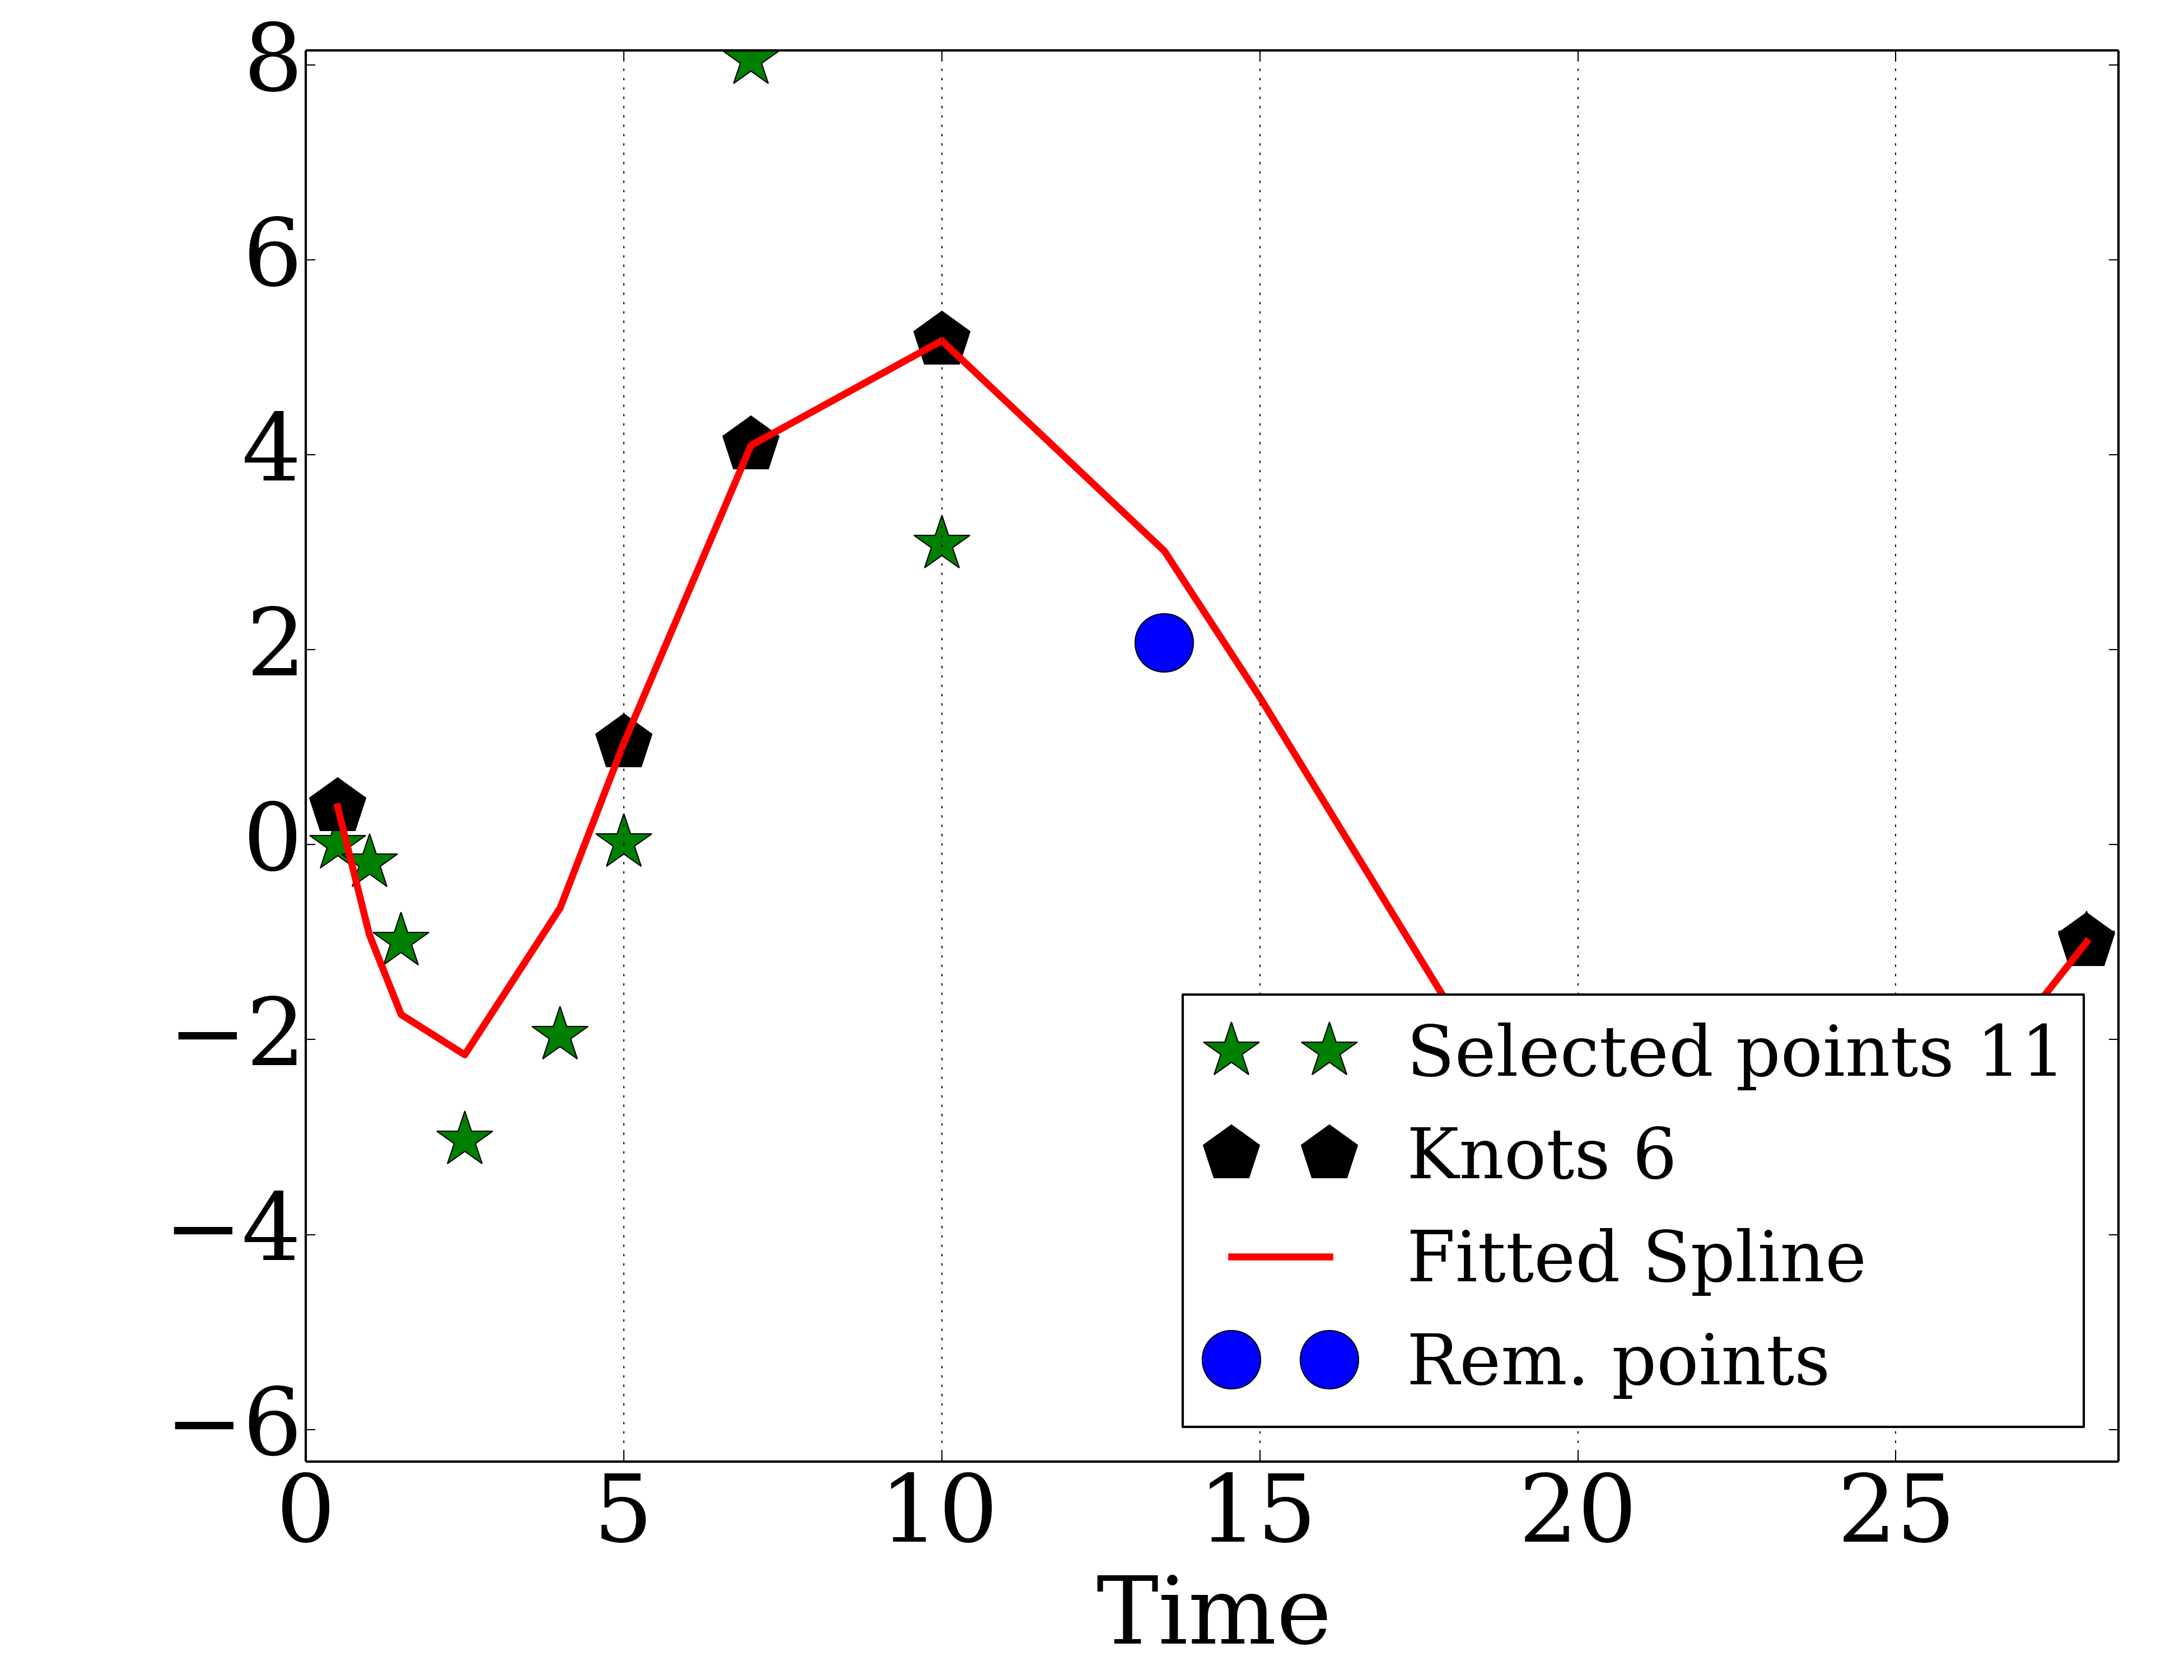 8
6
4
2
0
−2
−4
−6
0 5 10 15 20 25
Time
Selected points 11
Knots 6
Fitted Spline
Rem. points